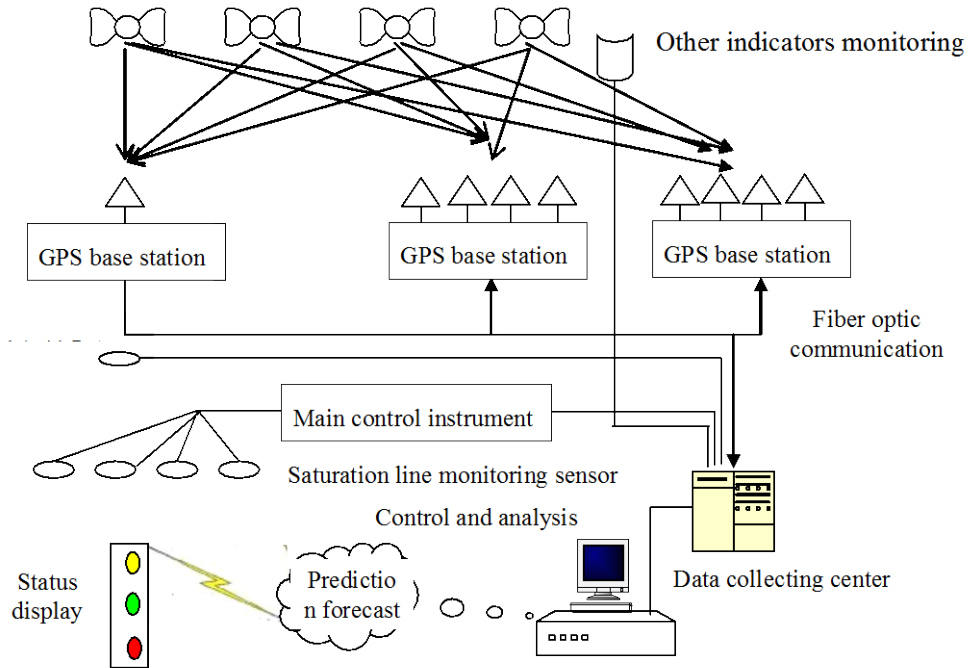 Other indicators monitoring
GPS base station
GPS base station
GPS base station
Fiber optic
communication
Main control instrument
Saturation line monitoring sensor
Control and analysis
Data collecting center
Status
display
Predictio
n forecast